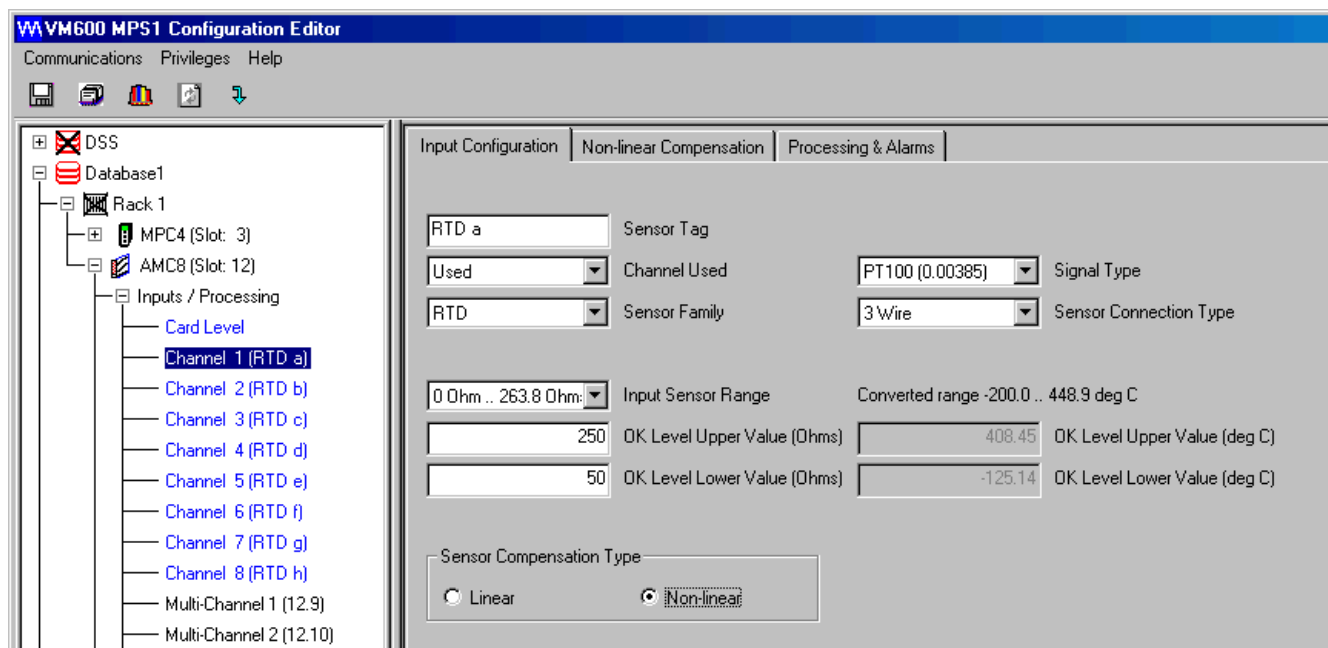 VM600 MPS1 Configuration Editor
Communications Privileges Help
DSS
Database1
Rack 1
MPC4 (Slot: 3)
AMC8 (Slot: 12)
Inputs / Processing
Card Level
Channel 1 (RTD a)
Channel 2 (RTD b)
Channel 3 (RTD c)
Channel 4 (RTD d)
Channel 5 (RTD e)
Channel 6 (RTD f)
Channel 7 (RTD g)
Channel 8 (RTD h)
Multi-Channel 1 (12.9)
Multi-Channel 2 (12.10)
Input Configuration Non-linear Compensation Processing & Alarms
RTD a Sensor Tag
Used Channel Used PT100 (0.00385) Signal Type
RTD Sensor Family 3 Wire Sensor Connection Type
0 Ohm .. 263.8 Ohm: Input Sensor Range Converted range -200.0 .. 448.9 deg C
250 OK Level Upper Value (Ohms) 408.45 OK Level Upper Value (deg C)
50 OK Level Lower Value (Ohms) -125.14 OK Level Lower Value (deg C)
Sensor Compensation Type
Linear Non-linear